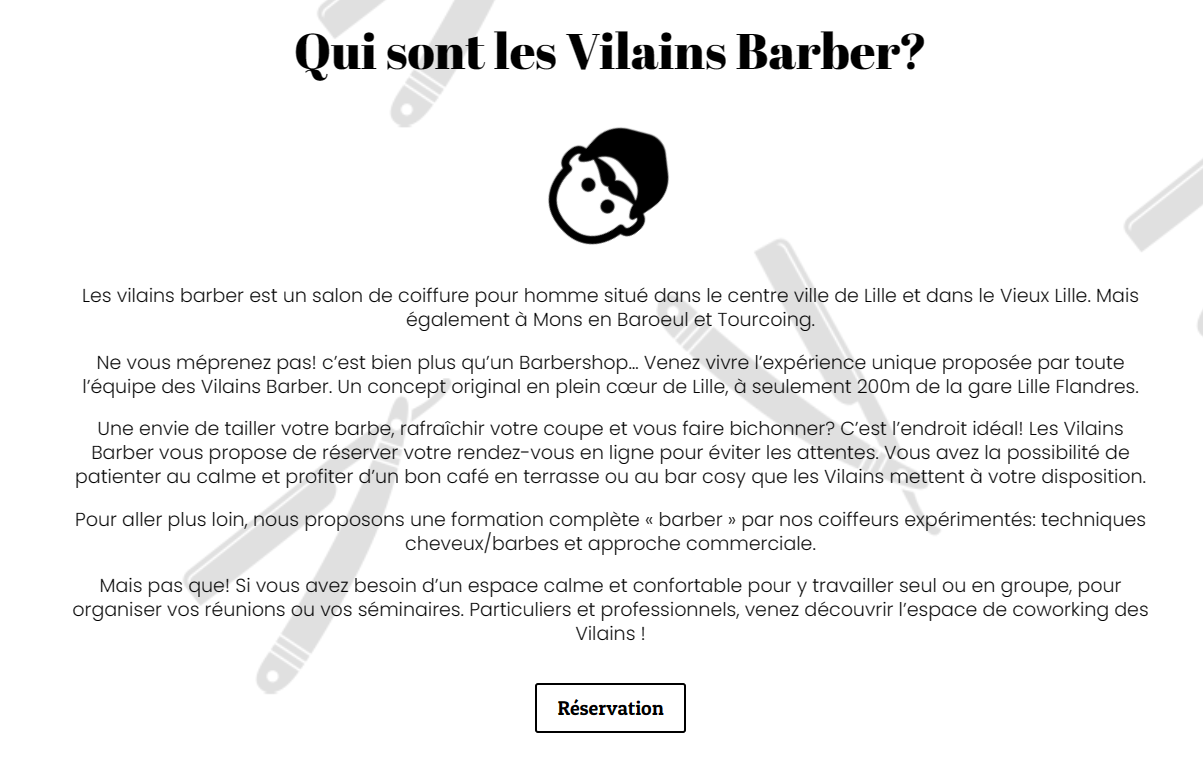 Qui sont les Vilains Barber?
Les vilains barber est un salon de coiffure pour homme situé dans le centre ville de Lille et dans le Vieux Lille. Mais
également à Mons en Baroeul et Tourcoing.
Ne vous méprenez pas! c’est bien plus qu’un Barbershop… Venez vivre l’expérience unique proposée par toute
l’équipe des Vilains Barber. Un concept original en plein cœur de Lille, à seulement 200m de la gare Lille Flandres.
Une envie de tailler votre barbe, rafraîchir votre coupe et vous faire bichonner? C’est l’endroit idéal! Les Vilains
Barber vous propose de réserver votre rendez-vous en ligne pour éviter les attentes. Vous avez la possibilité de
patienter au calme et profiter d’un bon café en terrasse ou au bar cosy que les Vilains mettent à votre disposition.
Pour aller plus loin, nous proposons une formation complète « barber » par nos coiffeurs expérimentés: techniques
cheveux/barbes et approche commerciale.
Mais pas que! Si vous avez besoin d’un espace calme et confortable pour y travailler seul ou en groupe, pour
organiser vos réunions ou vos séminaires. Particuliers et professionnels, venez découvrir l’espace de coworking des
Vilains !
Réservation